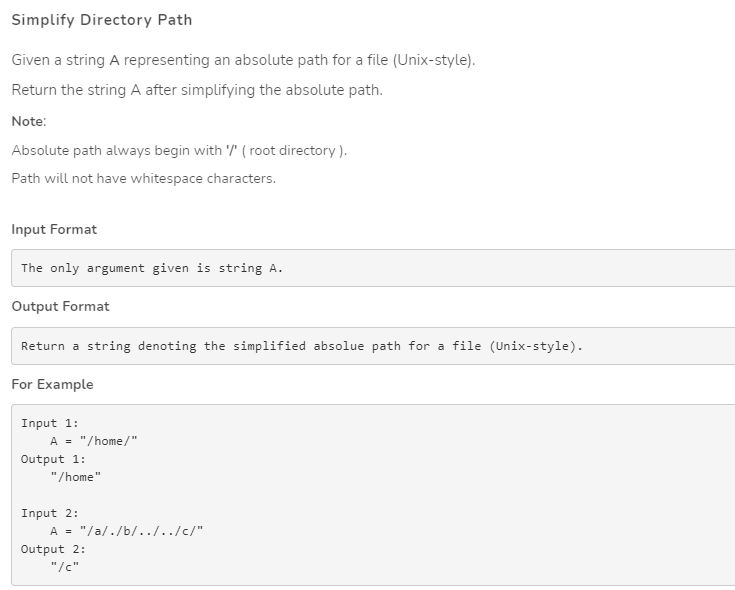 Simplify Directory Path
Given a string A representing an absolute path for a file (Unix-style).
Return the string A after simplifying the absolute path.
Note:
Absolute path always begin with '/' ( root directory ).
Path will not have whitespace characters.
Input Format
The only argument given is string A.
Output Format
Return a string denoting the simplified absolue path for a file (Unix-style).
For Example
Input 1:
    A = "/home/"
Output 1:
    "/home"
Input 2:
    A = "/a/./b/../../c/"
Output 2:
    "/c"